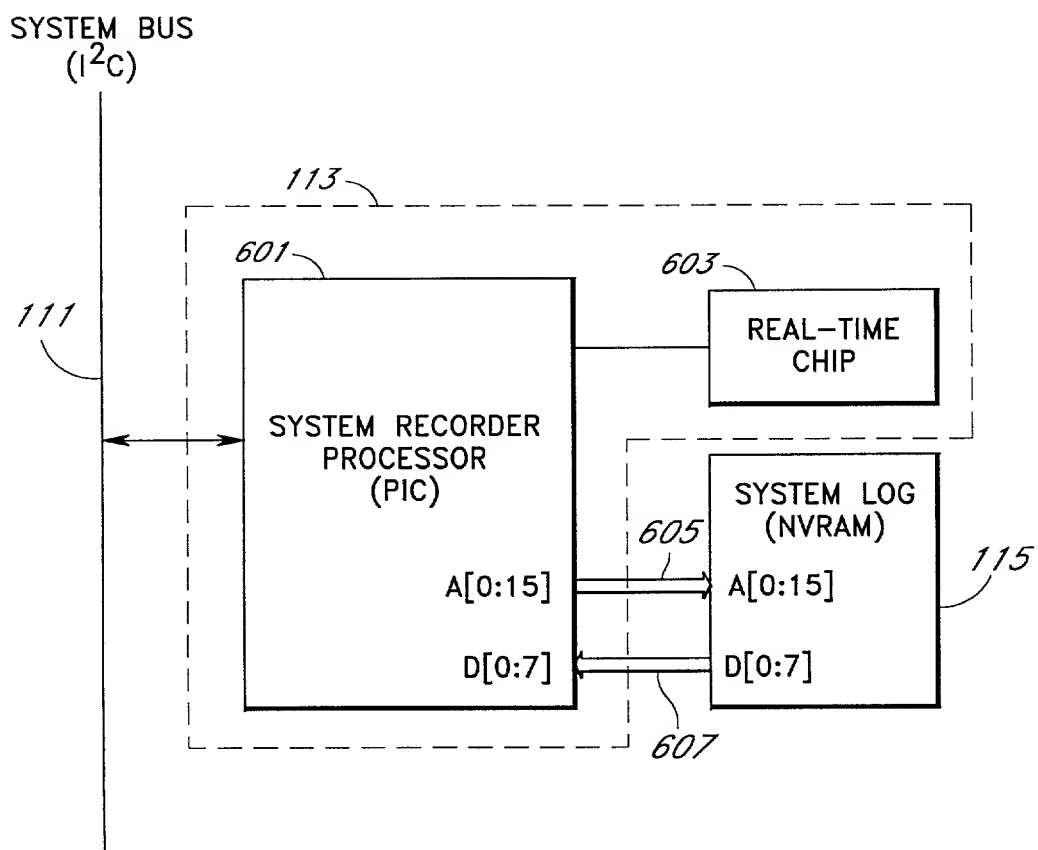 SYSTEM BUS
(I²C)
113
601
603
111
REAL-TIME
CHIP
SYSTEM RECORDER
PROCESSOR
(PIC)
SYSTEM LOG
(NVRAM)
605
115
A[0:15]
A[0:15]
D[0:7]
D[0:7]
607